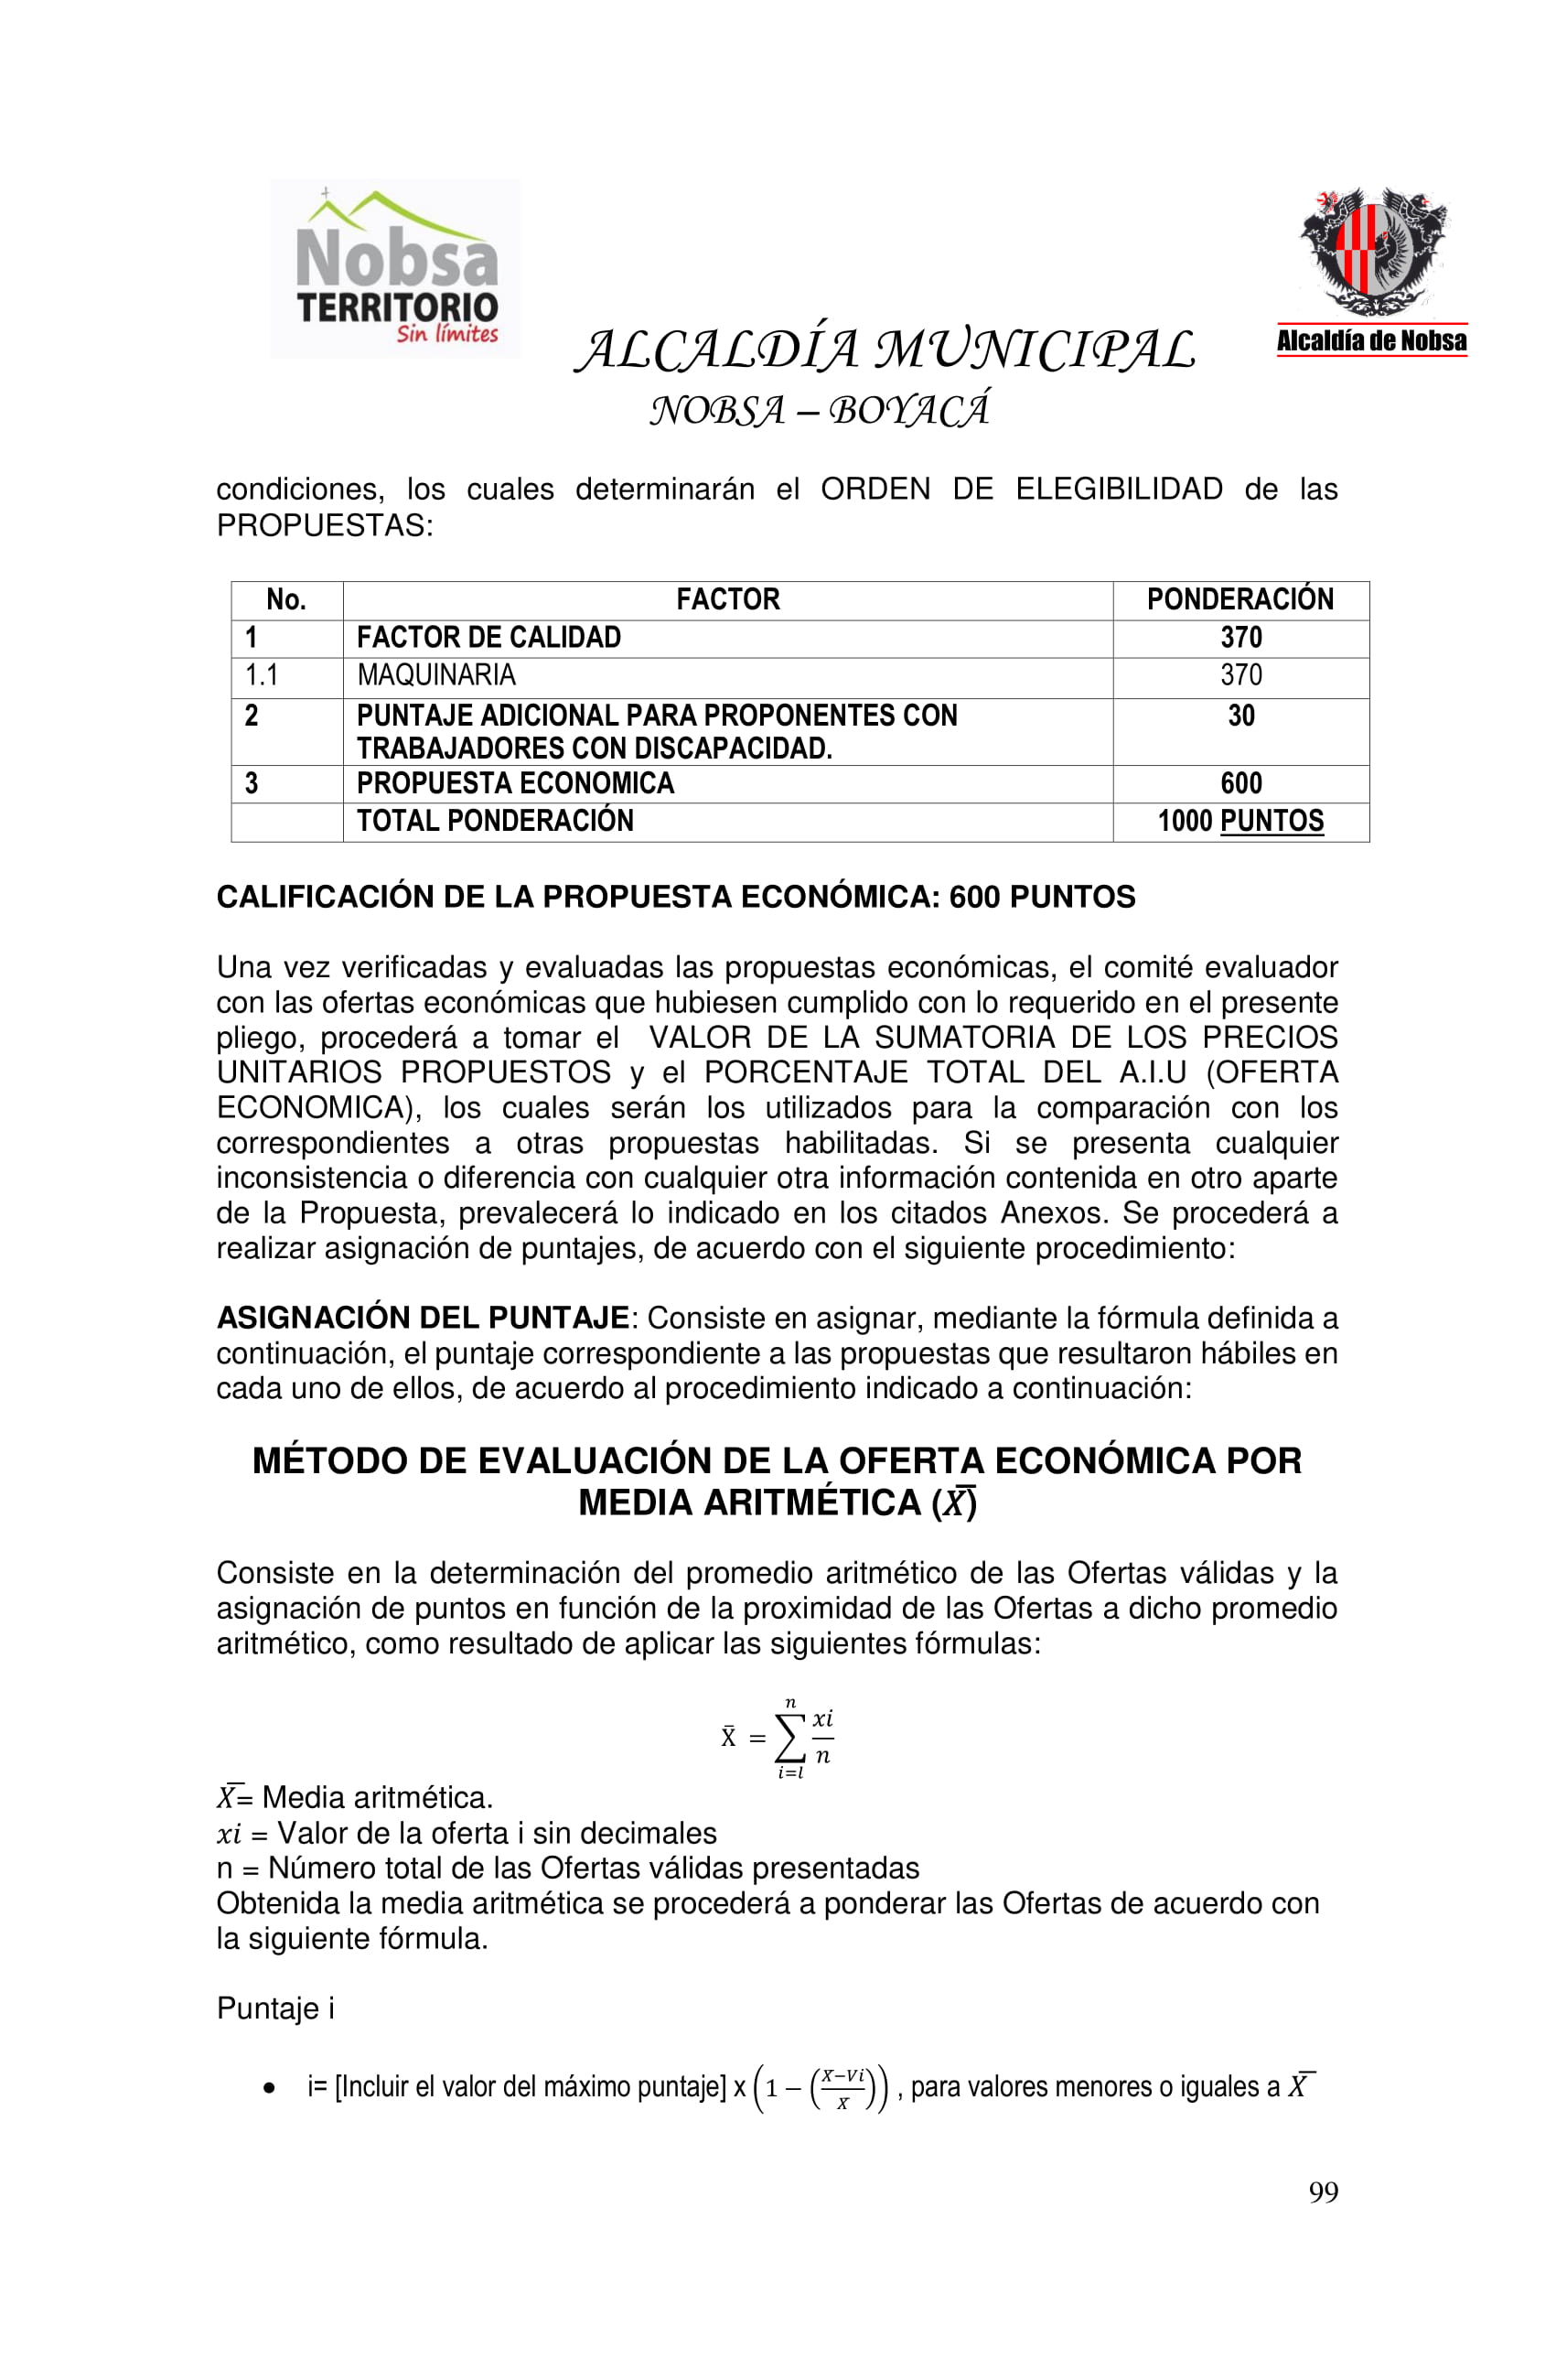 Nobsa
TERRITORIO
Sin límites
Alcaldía de Nobsa
ALCALDÍA MUNICIPAL
NOBSA – BOYACÁ
condiciones, los cuales determinarán el ORDEN DE ELEGIBILIDAD de las
PROPUESTAS:
No. FACTOR PONDERACIÓN
1 FACTOR DE CALIDAD 370
1.1 MAQUINARIA 370
2 PUNTAJE ADICIONAL PARA PROPONENTES CON 30
TRABAJADORES CON DISCAPACIDAD.
3 PROPUESTA ECONOMICA 600
TOTAL PONDERACIÓN 1000 PUNTOS
CALIFICACIÓN DE LA PROPUESTA ECONÓMICA: 600 PUNTOS
Una vez verificadas y evaluadas las propuestas económicas, el comité evaluador
con las ofertas económicas que hubiesen cumplido con lo requerido en el presente
pliego, procederá a tomar el VALOR DE LA SUMATORIA DE LOS PRECIOS
UNITARIOS PROPUESTOS y el PORCENTAJE TOTAL DEL A.I.U (OFERTA
ECONOMICA), los cuales serán los utilizados para la comparación con los
correspondientes a otras propuestas habilitadas. Si se presenta cualquier
inconsistencia o diferencia con cualquier otra información contenida en otro aparte
de la Propuesta, prevalecerá lo indicado en los citados Anexos. Se procederá a
realizar asignación de puntajes, de acuerdo con el siguiente procedimiento:
ASIGNACIÓN DEL PUNTAJE: Consiste en asignar, mediante la fórmula definida a
continuación, el puntaje correspondiente a las propuestas que resultaron hábiles en
cada uno de ellos, de acuerdo al procedimiento indicado a continuación:
MÉTODO DE EVALUACIÓN DE LA OFERTA ECONÓMICA POR
MEDIA ARITMÉTICA (X̅)
Consiste en la determinación del promedio aritmético de las Ofertas válidas y la
asignación de puntos en función de la proximidad de las Ofertas a dicho promedio
aritmético, como resultado de aplicar las siguientes fórmulas:
X̄ = ∑_{i=l}^{n} xi/n
X̅= Media aritmética.
xi = Valor de la oferta i sin decimales
n = Número total de las Ofertas válidas presentadas
Obtenida la media aritmética se procederá a ponderar las Ofertas de acuerdo con
la siguiente fórmula.
Puntaje i
• i= [Incluir el valor del máximo puntaje] x (1 − ((X−Vi)/X)) , para valores menores o iguales a X̅
99